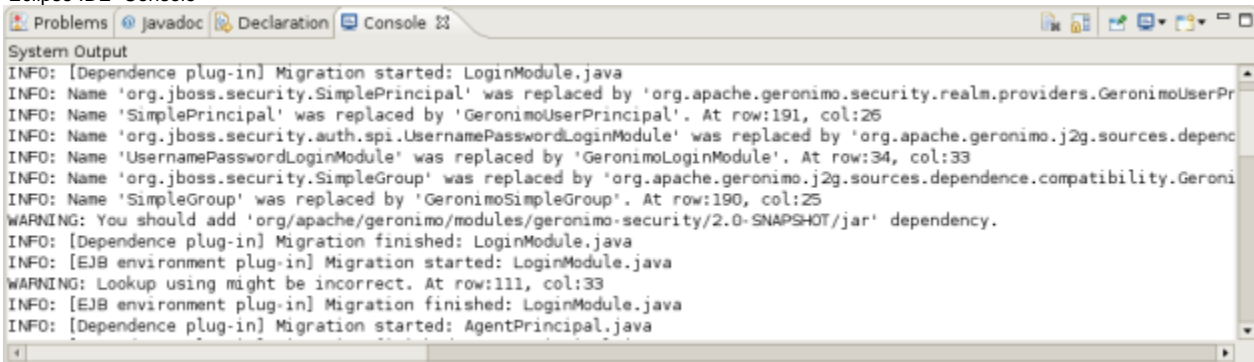 Problems Javadoc Declaration Console
System Output
INFO: [Dependence plug-in] Migration started: LoginModule.java
INFO: Name 'org.jboss.security.SimplePrincipal' was replaced by 'org.apache.geronimo.security.realm.providers.GeronimoUserPr
INFO: Name 'SimplePrincipal' was replaced by 'GeronimoUserPrincipal'. At row:191, col:26
INFO: Name 'org.jboss.security.auth.spi.UsernamePasswordLoginModule' was replaced by 'org.apache.geronimo.j2g.sources.depenc
INFO: Name 'UsernamePasswordLoginModule' was replaced by 'GeronimoLoginModule'. At row:34, col:33
INFO: Name 'org.jboss.security.SimpleGroup' was replaced by 'org.apache.geronimo.j2g.sources.dependence.compatibility.Geroni
INFO: Name 'SimpleGroup' was replaced by 'GeronimoSimpleGroup'. At row:190, col:25
WARNING: You should add 'org/apache/geronimo/modules/geronimo-security/2.0-SNAPSHOT/jar' dependency.
INFO: [Dependence plug-in] Migration finished: LoginModule.java
INFO: [EJB environment plug-in] Migration started: LoginModule.java
WARNING: Lookup using might be incorrect. At row:111, col:33
INFO: [EJB environment plug-in] Migration finished: LoginModule.java
INFO: [Dependence plug-in] Migration started: AgentPrincipal.java